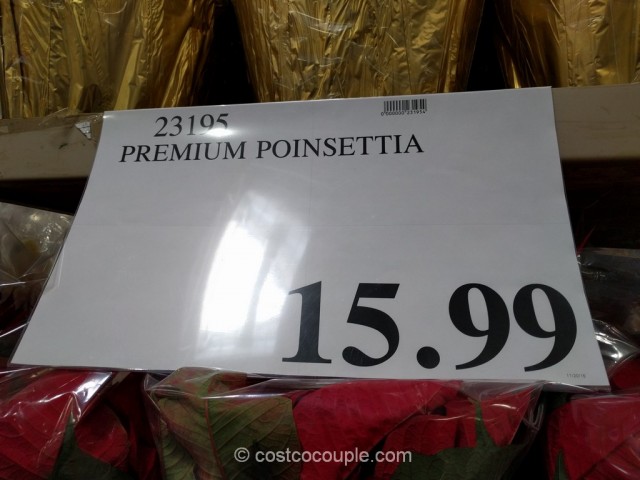 23195
PREMIUM POINSETTIA
15.99
© costcocouple.com